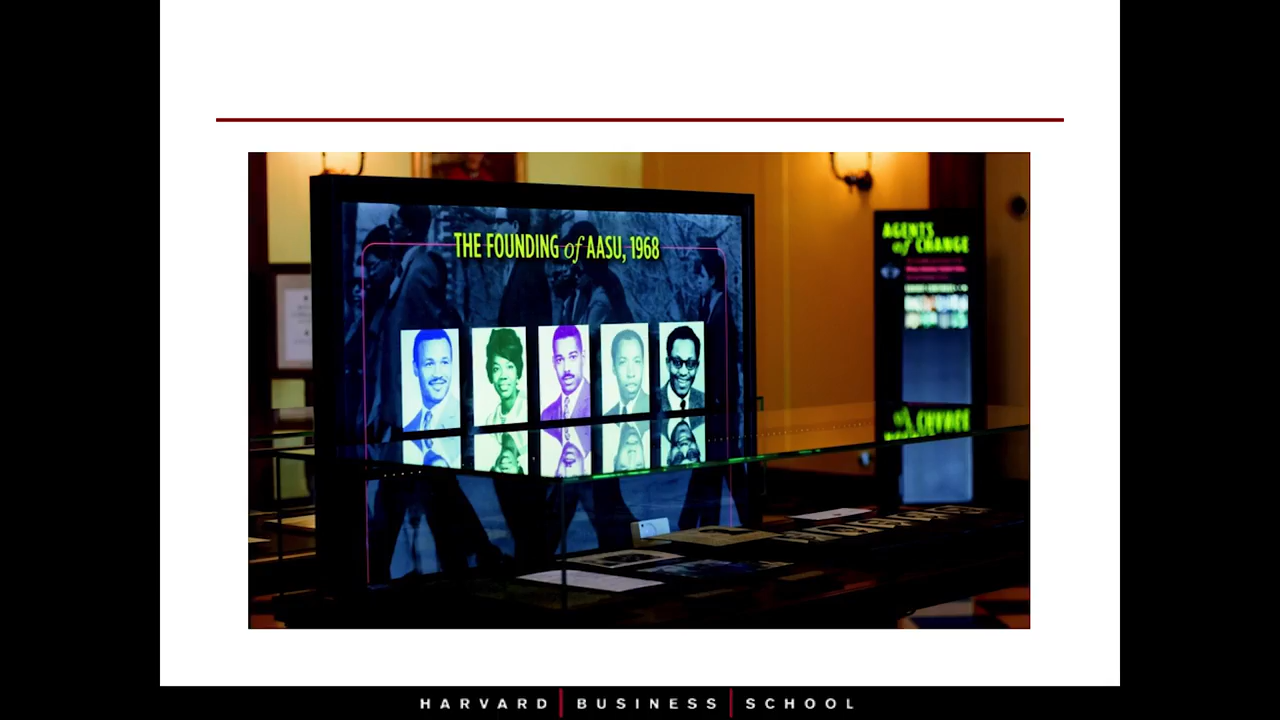 THE FOUNDING of AASU, 1968
AGENTS
of CHANGE
HARVARD | BUSINESS | SCHOOL